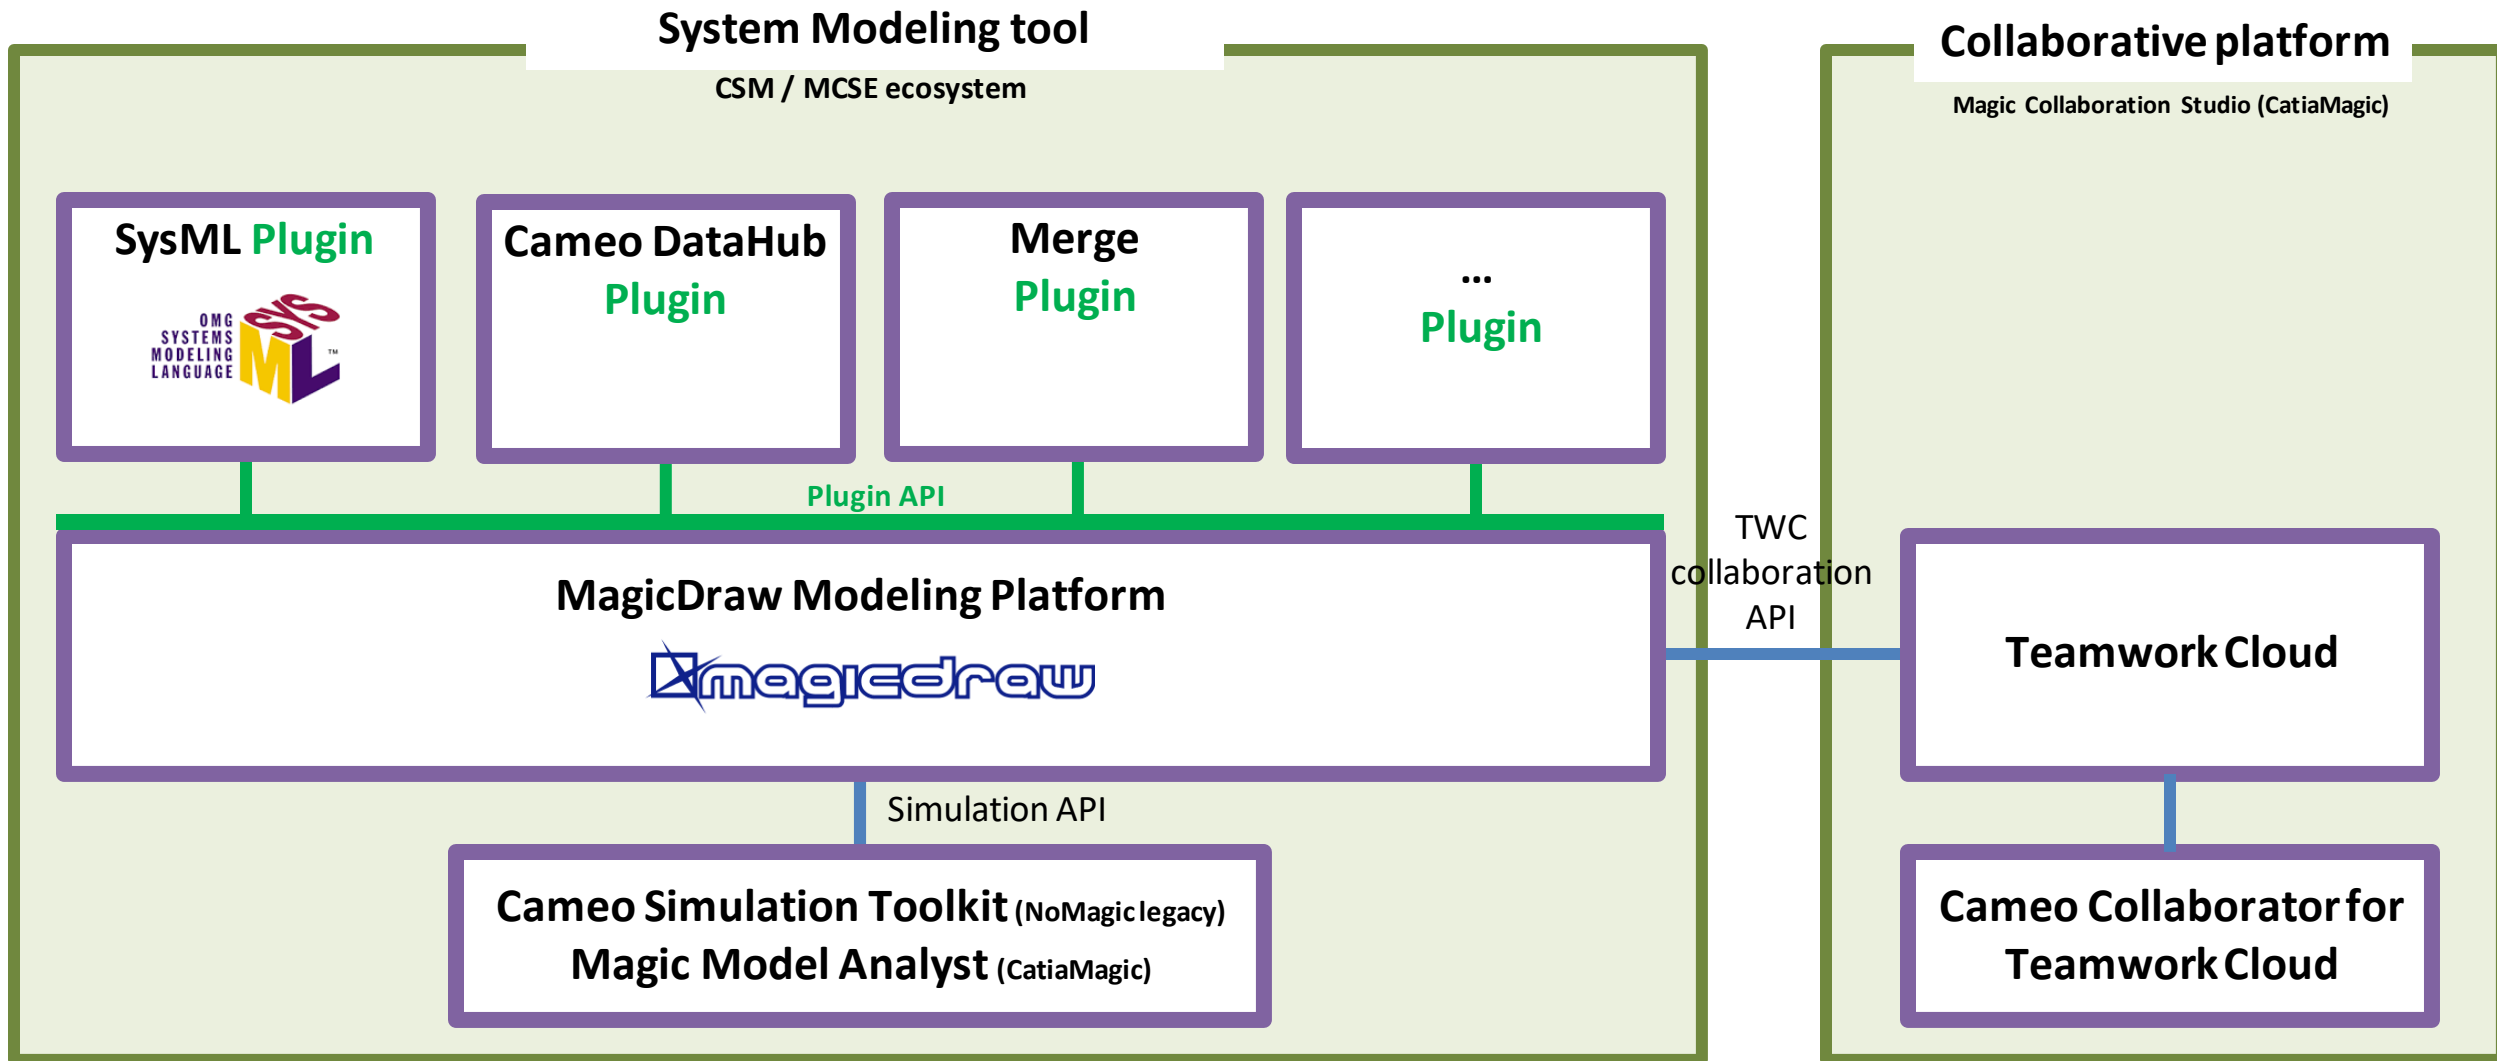 System Modeling tool
CSM / MCSE ecosystem
Collaborative platform
Magic Collaboration Studio (CatiaMagic)
SysML Plugin
OMG
SYSTEMS
MODELING
LANGUAGE
SYS
ML
TM
Cameo DataHub
Plugin
Merge
Plugin
...
Plugin
Plugin API
MagicDraw Modeling Platform
magicdraw
TWC
collaboration
API
Teamwork Cloud
Simulation API
Cameo Simulation Toolkit (NoMagic legacy)
Magic Model Analyst (CatiaMagic)
Cameo Collaborator for
Teamwork Cloud